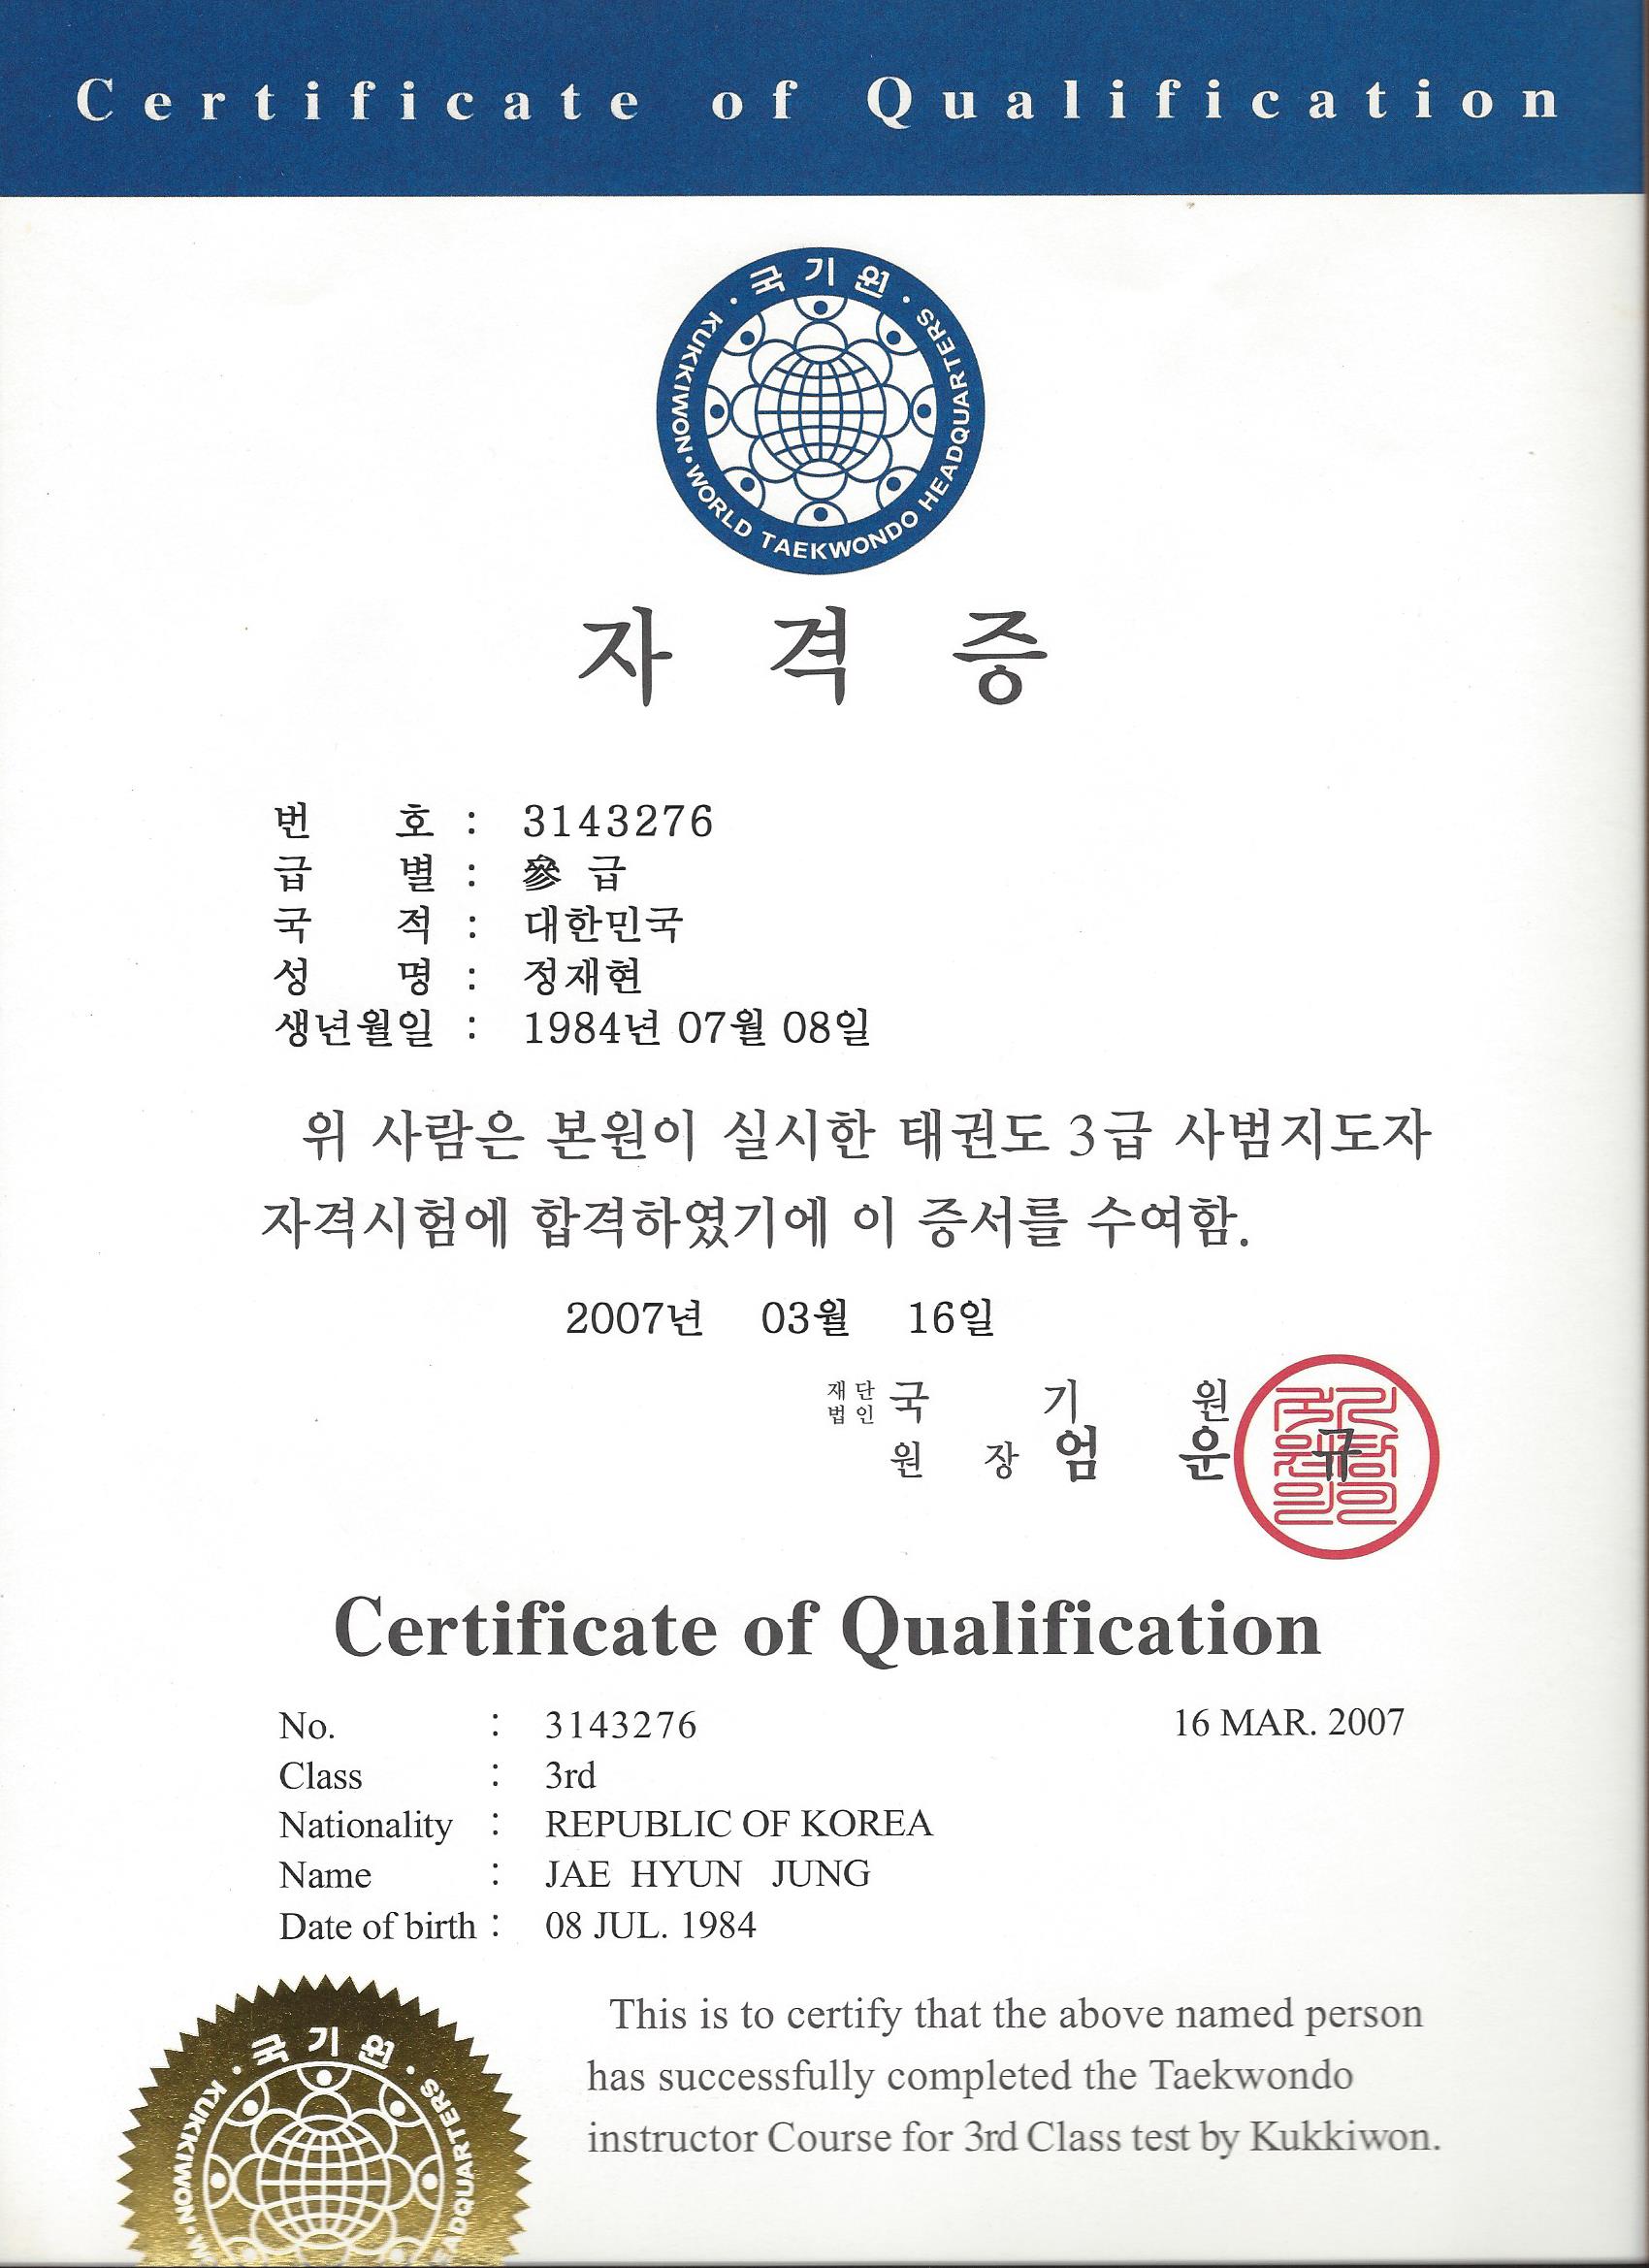 Certificate of Qualification
· 국기원 ·
KUKKIWON · WORLD TAEKWONDO HEADQUARTERS
자 격 증
번 호 : 3143276
급 별 : 參 급
국 적 : 대한민국
성 명 : 정재현
생년월일 : 1984년 07월 08일
위 사람은 본원이 실시한 태권도 3급 사범지도자
자격시험에 합격하였기에 이 증서를 수여함.
2007년 03월 16일
재단법인 국 기 원
원 장 엄 운 규
Certificate of Qualification
No. : 3143276 16 MAR. 2007
Class : 3rd
Nationality : REPUBLIC OF KOREA
Name : JAE HYUN JUNG
Date of birth : 08 JUL. 1984
This is to certify that the above named person
has successfully completed the Taekwondo
instructor Course for 3rd Class test by Kukkiwon.
· 국기원 ·
KUKKIWON